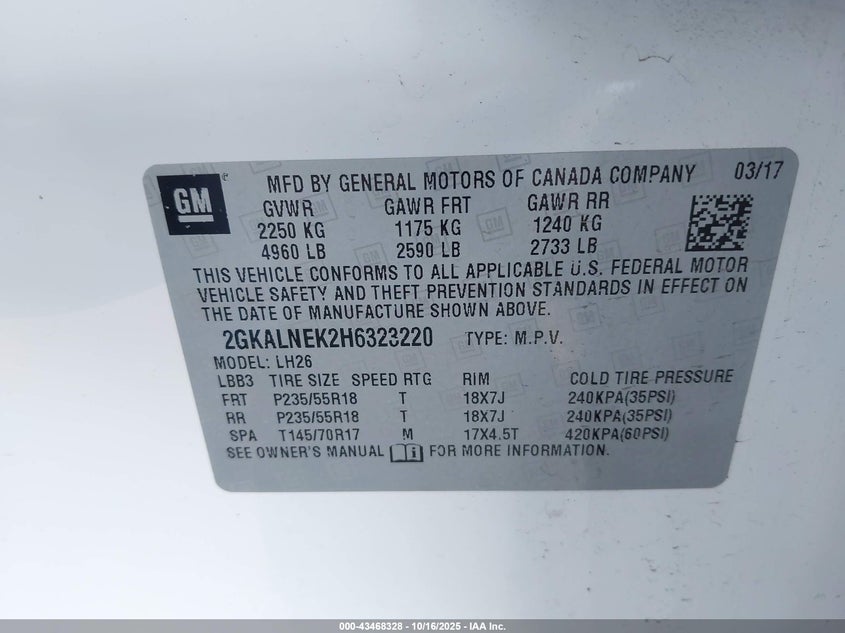 GM
MFD BY GENERAL MOTORS OF CANADA COMPANY 03/17
GVWR GAWR FRT GAWR RR
2250 KG 1175 KG 1240 KG
4960 LB 2590 LB 2733 LB
THIS VEHICLE CONFORMS TO ALL APPLICABLE U.S. FEDERAL MOTOR
VEHICLE SAFETY AND THEFT PREVENTION STANDARDS IN EFFECT ON
THE DATE OF MANUFACTURE SHOWN ABOVE.
2GKALNEK2H6323220 TYPE: M.P.V.
MODEL: LH26
LBB3 TIRE SIZE SPEED RTG RIM COLD TIRE PRESSURE
FRT P235/55R18 T 18X7J 240KPA(35PSI)
RR P235/55R18 T 18X7J 240KPA(35PSI)
SPA T145/70R17 M 17X4.5T 420KPA(60PSI)
SEE OWNER'S MANUAL FOR MORE INFORMATION.
000-43468328 - 10/16/2025 - IAA Inc.